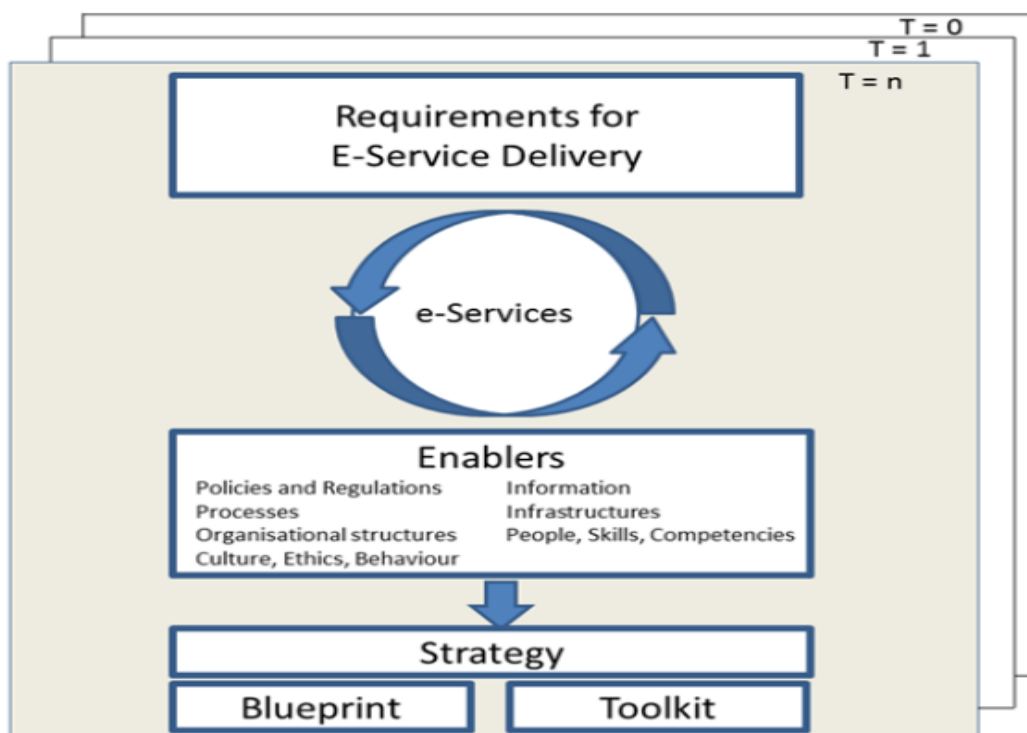 T = 0
T = 1
T = n
Requirements for
E-Service Delivery
e-Services
Enablers
Policies and Regulations
Processes
Organisational structures
Culture, Ethics, Behaviour
Information
Infrastructures
People, Skills, Competencies
Strategy
Blueprint
Toolkit